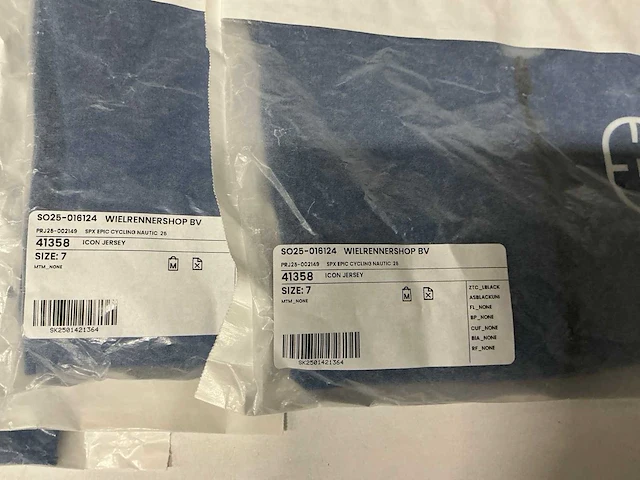 SO25-016124 WIELRENNERSHOP BV
PRJ25-002149 SPX EPIC CYCLING NAUTIC 25
41358 ICON JERSEY
SIZE: 7
MTM_NONE
M
SK2501421364
SO25-016124 WIELRENNERSHOP BV
PRJ25-002149 SPX EPIC CYCLING NAUTIC 25
41358 ICON JERSEY
SIZE: 7
MTM_NONE
M
ZTC_LBLACK
ASBLACKUNI
FL_NONE
BP_NONE
CUF_NONE
BIA_NONE
RF_NONE
SK2501421364